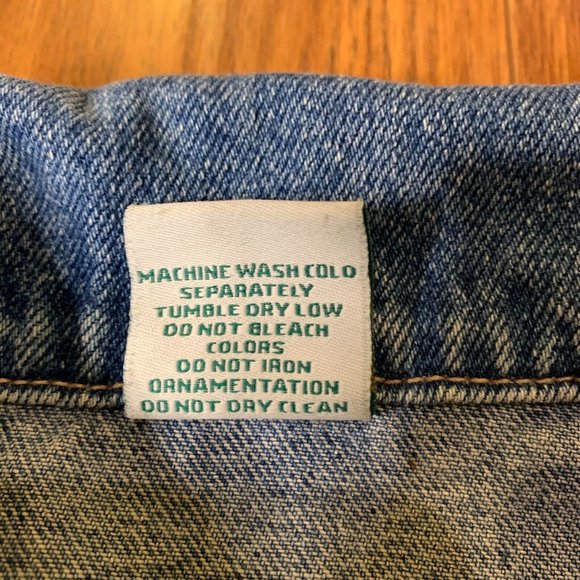 MACHINE WASH COLD
SEPARATELY
TUMBLE DRY LOW
DO NOT BLEACH
COLORS
DO NOT IRON
ORNAMENTATION
DO NOT DRY CLEAN